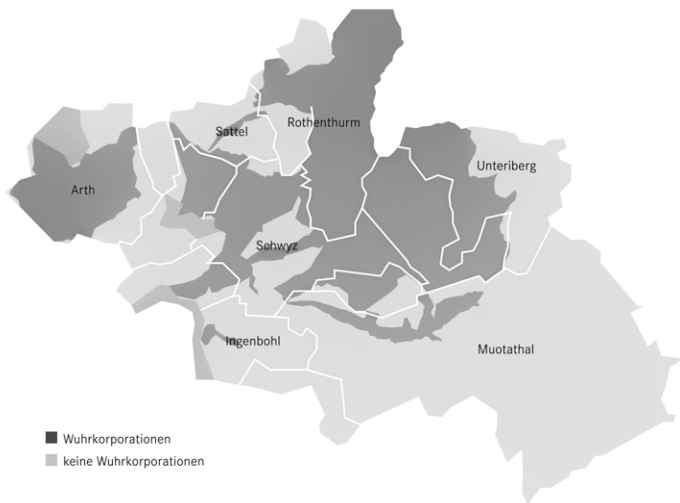 Rothenthurm
Sattel
Unteriberg
Arth
Schwyz
Ingenbohl
Muotathal
Wuhrkorporationen
keine Wuhrkorporationen